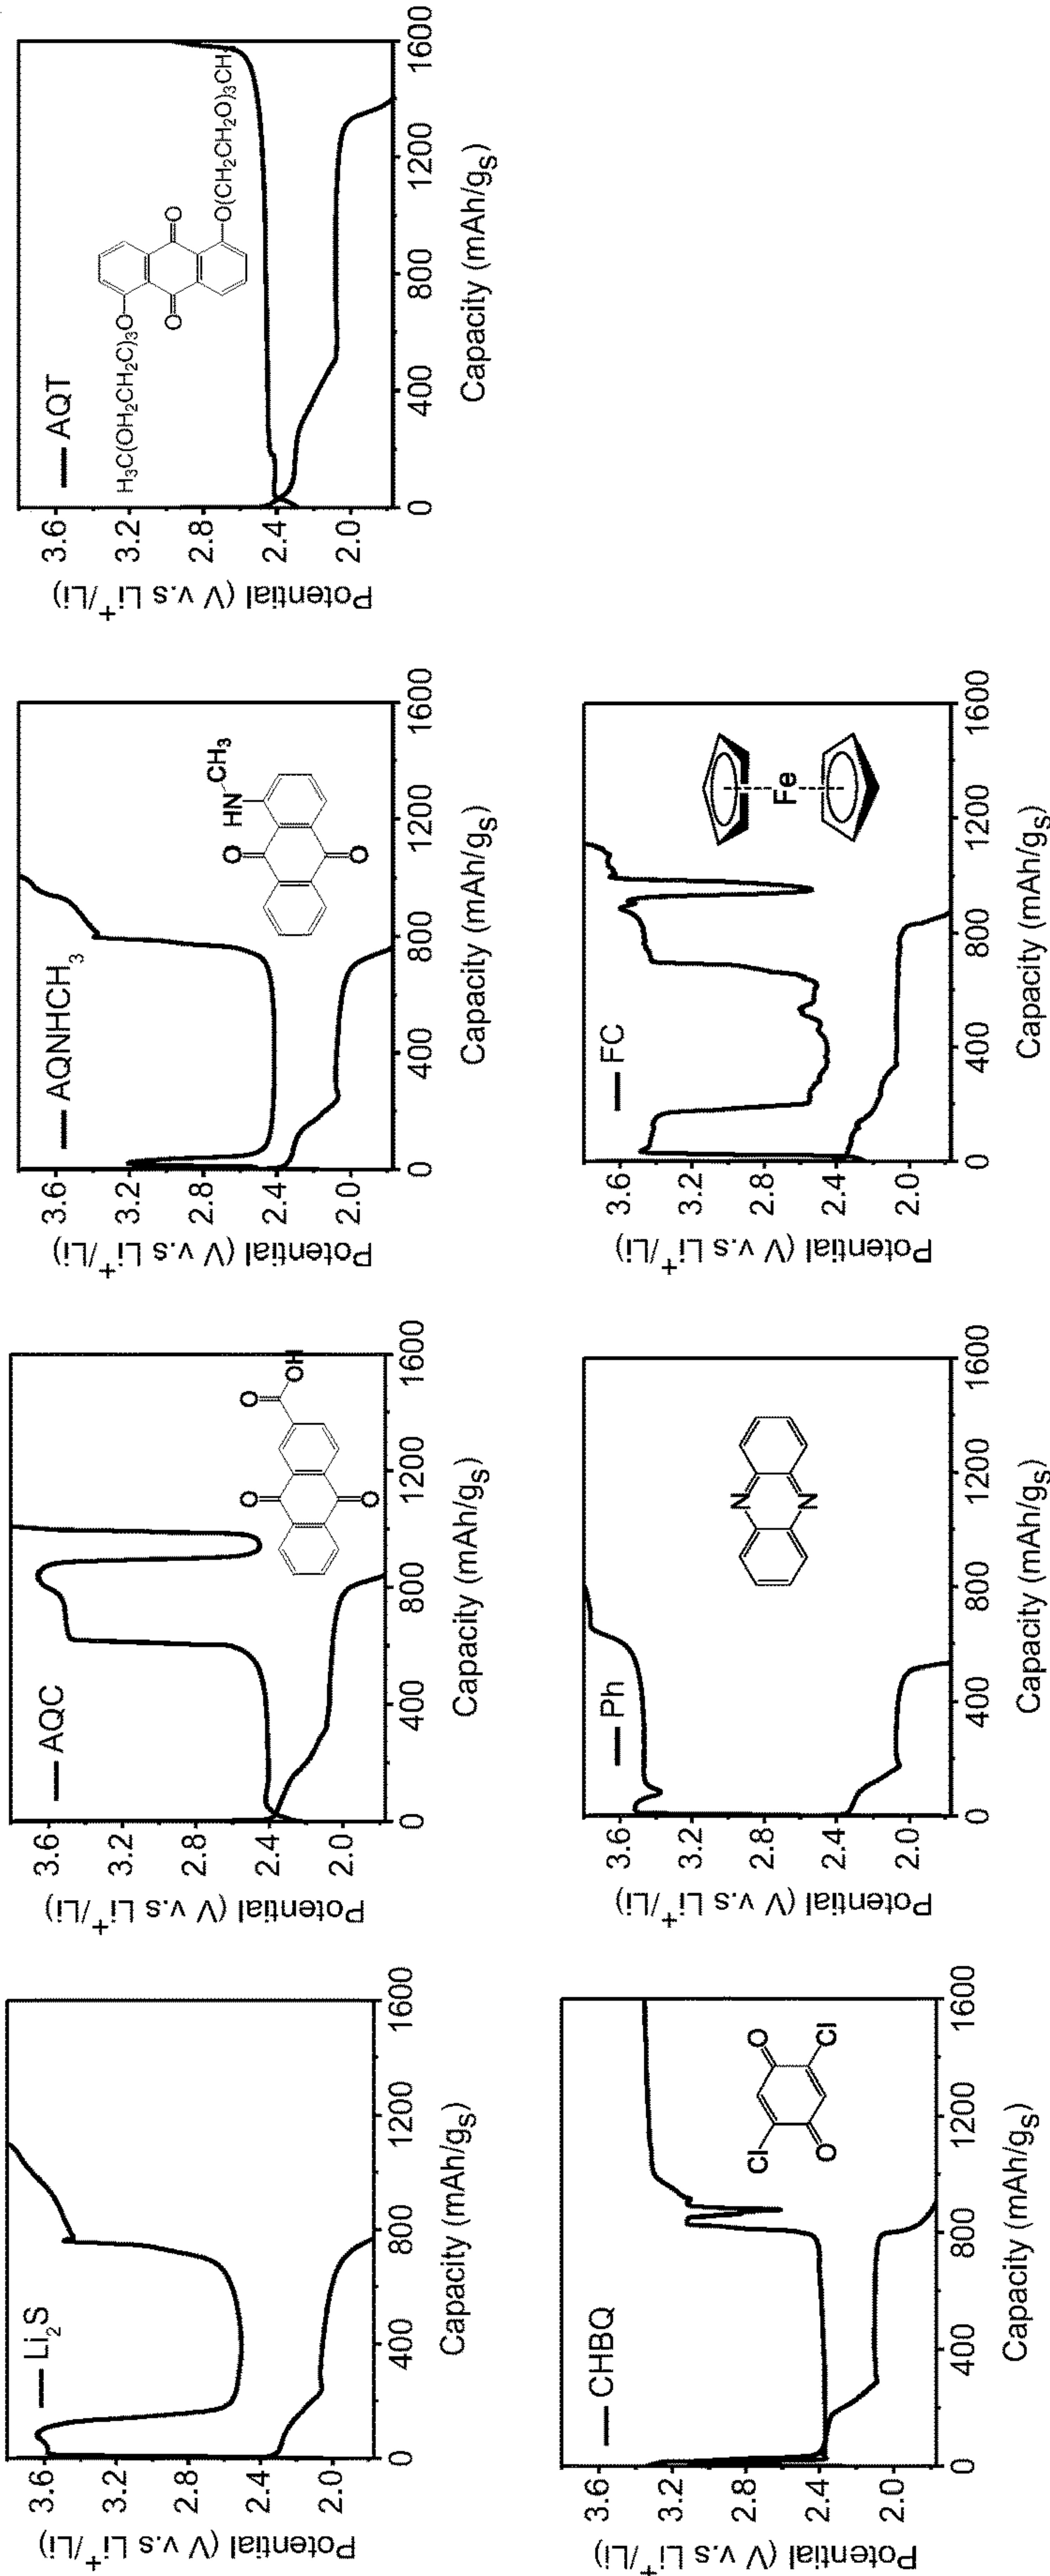 Li2S
Potential (V v.s Li+/Li)
3.6
3.2
2.8
2.4
2.0
0 400 800 1200 1600
Capacity (mAh/gS)
AQC
O
O
O
OH
Potential (V v.s Li+/Li)
3.6
3.2
2.8
2.4
2.0
0 400 800 1200 1600
Capacity (mAh/gS)
AQNHCH3
O
HN
CH3
O
Potential (V v.s Li+/Li)
3.6
3.2
2.8
2.4
2.0
0 400 800 1200 1600
Capacity (mAh/gS)
AQT
H3C(OH2CH2C)3O
O
O
O(CH2CH2O)3CH
Potential (V v.s Li+/Li)
3.6
3.2
2.8
2.4
2.0
0 400 800 1200 1600
Capacity (mAh/gS)
CHBQ
Cl
O
O
Cl
Potential (V v.s Li+/Li)
3.6
3.2
2.8
2.4
2.0
0 400 800 1200 1600
Capacity (mAh/gS)
Ph
N
N
Potential (V v.s Li+/Li)
3.6
3.2
2.8
2.4
2.0
0 400 800 1200 1600
Capacity (mAh/gS)
FC
Fe
Potential (V v.s Li+/Li)
3.6
3.2
2.8
2.4
2.0
0 400 800 1200 1600
Capacity (mAh/gS)